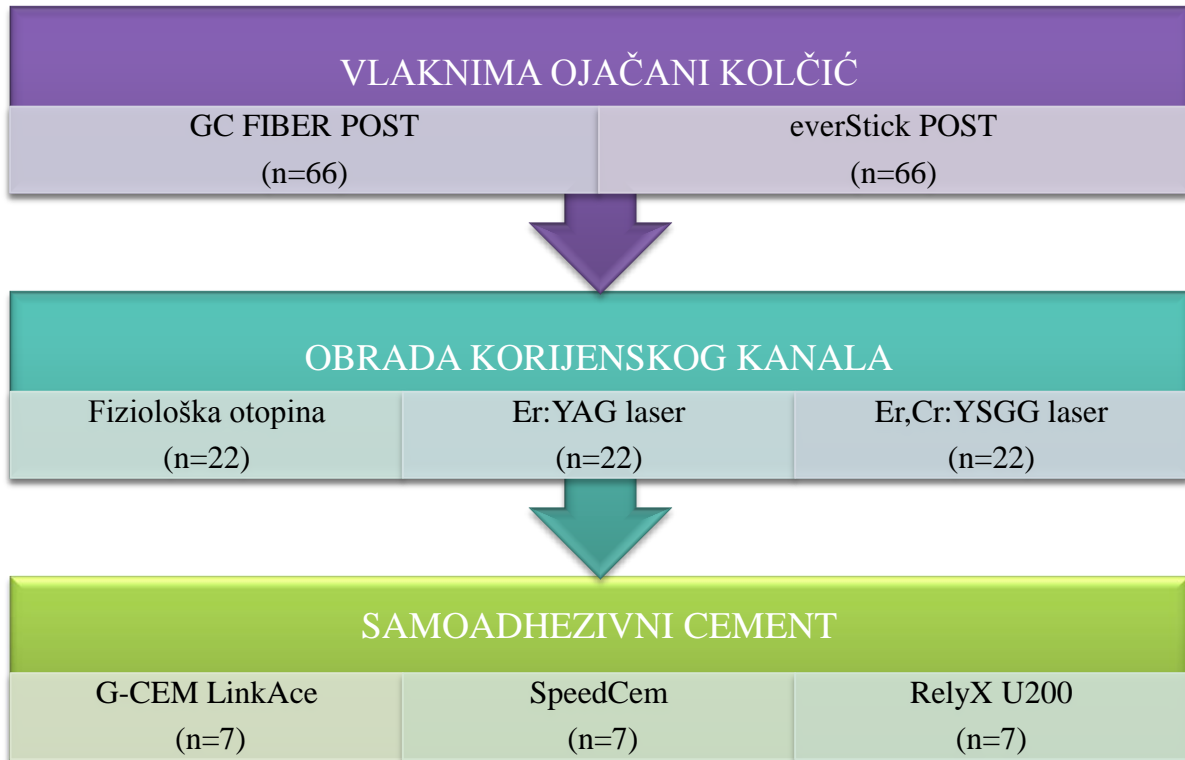 VLAKNIMA OJAČANI KOLČIĆ
GC FIBER POST
(n=66)
everStick POST
(n=66)
OBRADA KORIJENSKOG KANALA
Fiziološka otopina
(n=22)
Er:YAG laser
(n=22)
Er,Cr:YSGG laser
(n=22)
SAMOADHEZIVNI CEMENT
G-CEM LinkAce
(n=7)
SpeedCem
(n=7)
RelyX U200
(n=7)